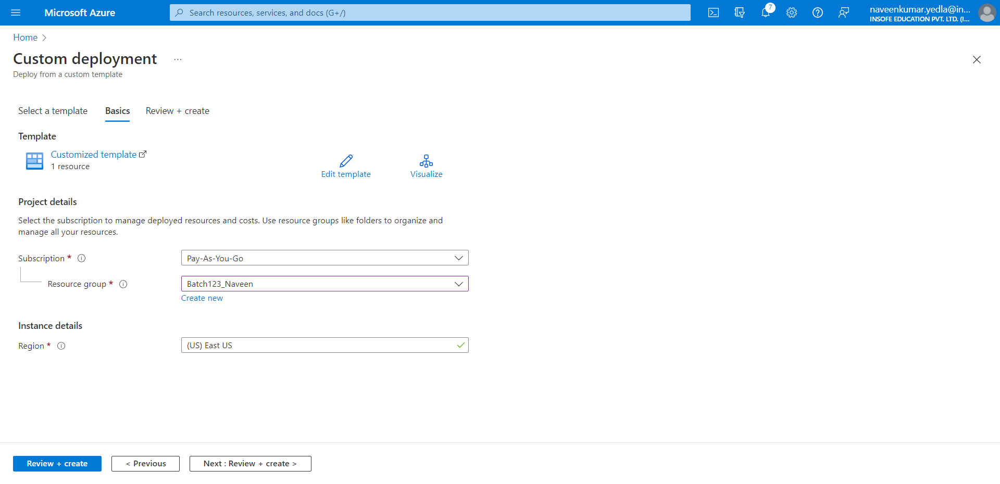 Microsoft Azure
Search resources, services, and docs (G+/)
7
naveenkumar.yedla@in...
INSOFE EDUCATION PVT. LTD. (I...
Home
Custom deployment
...
Deploy from a custom template
Select a template
Basics
Review + create
Template
Customized template
1 resource
Edit template
Visualize
Project details
Select the subscription to manage deployed resources and costs. Use resource groups like folders to organize and
manage all your resources.
Subscription *
Pay-As-You-Go
Resource group *
Batch123_Naveen
Create new
Instance details
Region *
(US) East US
Review + create
< Previous
Next : Review + create >